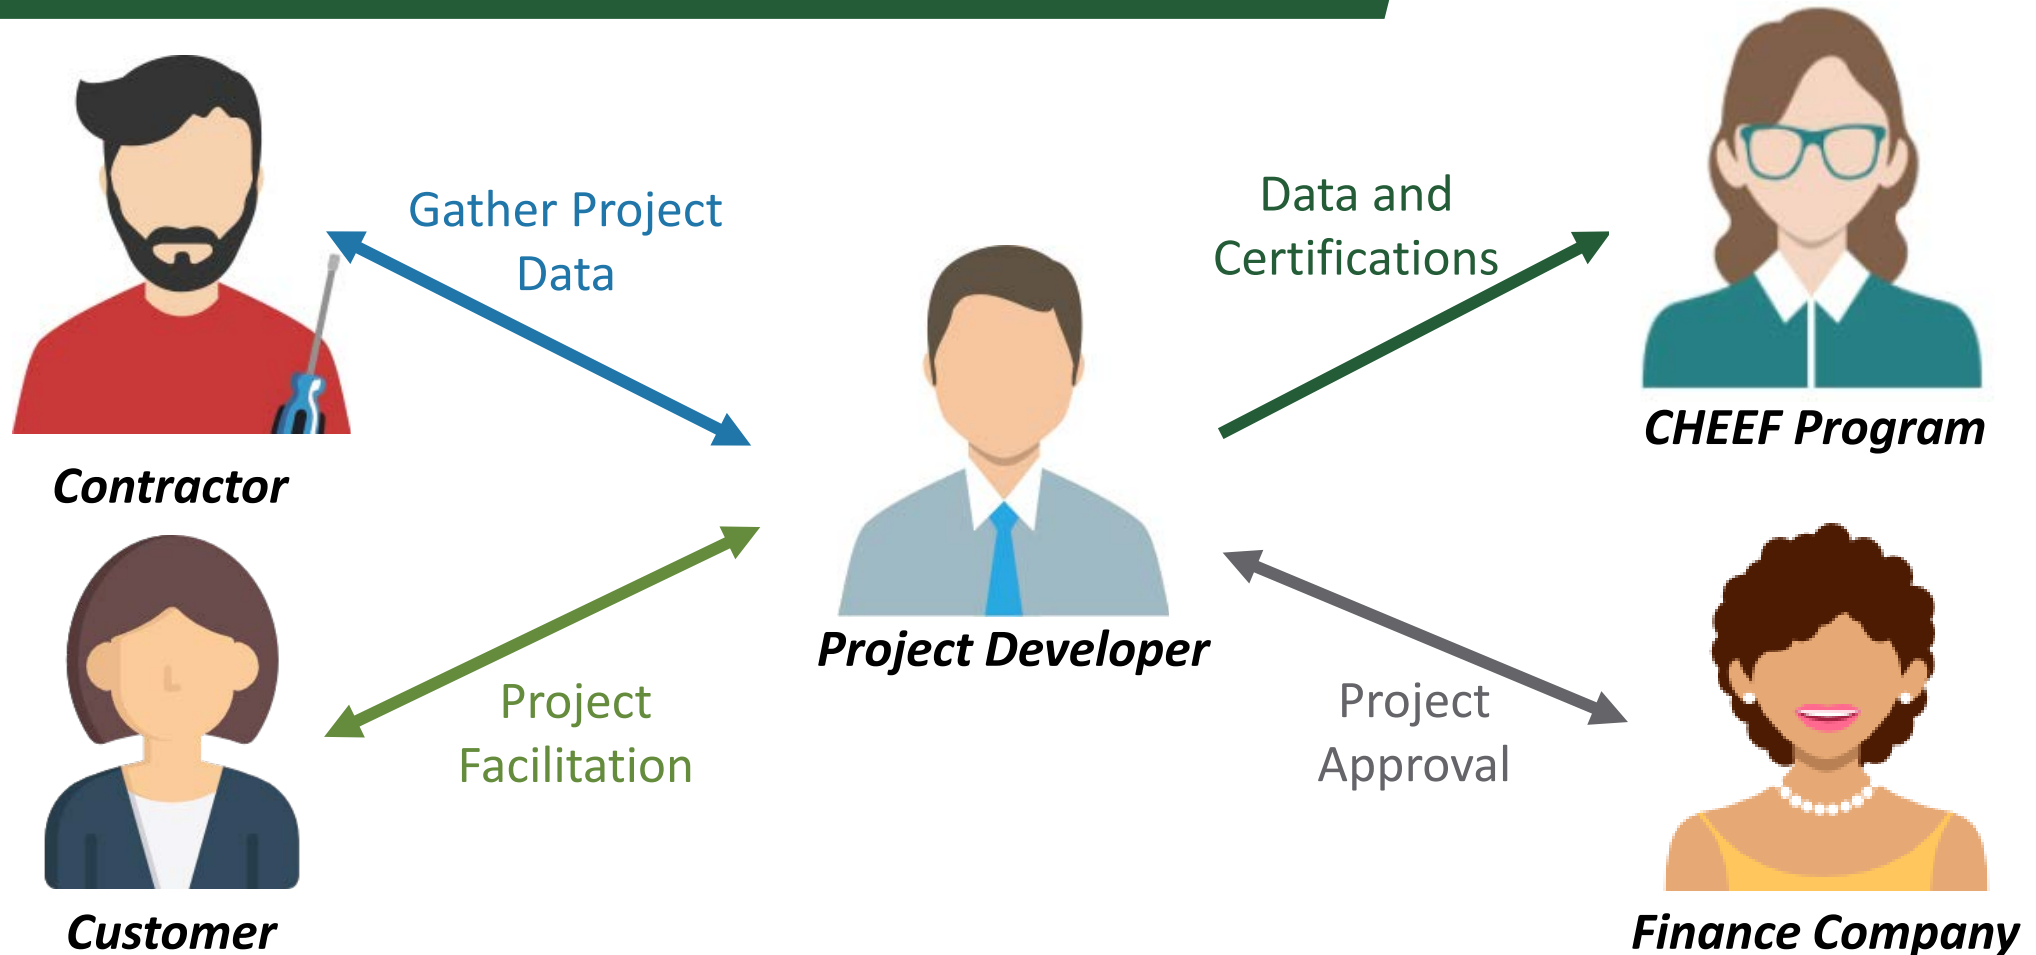 Gather Project
Data
Data and
Certifications
CHEEF Program
Contractor
Project Developer
Project
Facilitation
Project
Approval
Customer
Finance Company